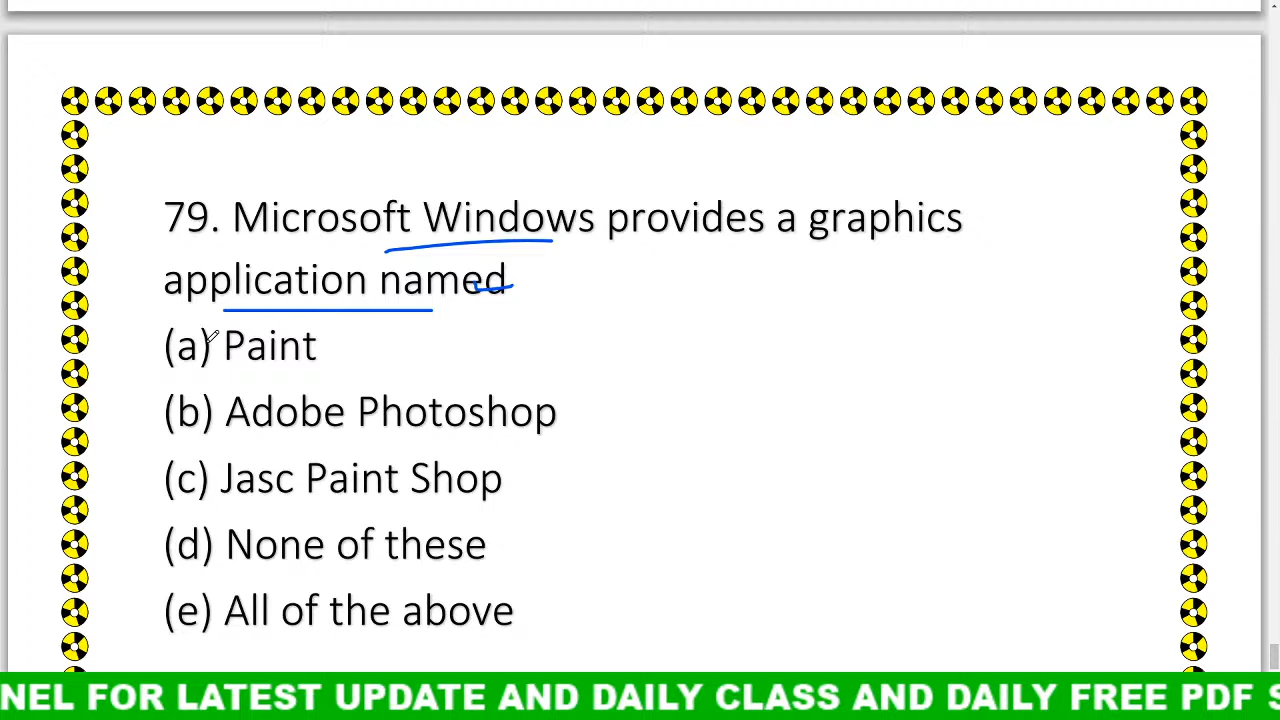 79. Microsoft Windows provides a graphics
application named
(a) Paint
(b) Adobe Photoshop
(c) Jasc Paint Shop
(d) None of these
(e) All of the above
FOR LATEST UPDATE AND DAILY CLASS AND DAILY FREE PDF